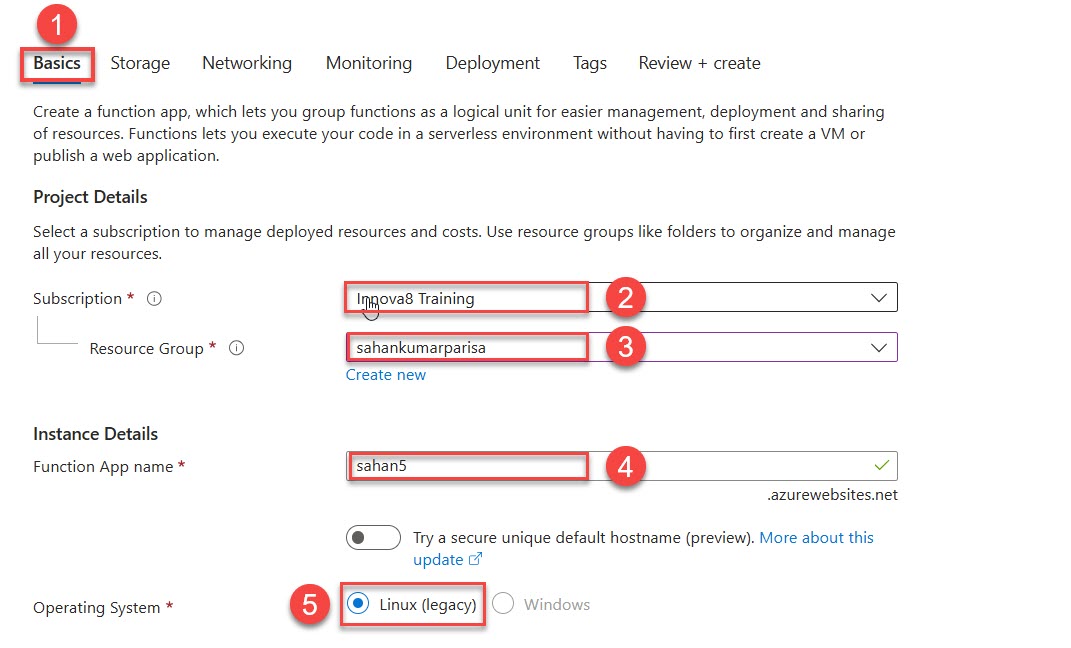 1
Basics Storage Networking Monitoring Deployment Tags Review + create
Create a function app, which lets you group functions as a logical unit for easier management, deployment and sharing
of resources. Functions lets you execute your code in a serverless environment without having to first create a VM or
publish a web application.
Project Details
Select a subscription to manage deployed resources and costs. Use resource groups like folders to organize and manage
all your resources.
Subscription * Innova8 Training 2
Resource Group * sahankumarparisa 3
Create new
Instance Details
Function App name * sahan5 4
.azurewebsites.net
Try a secure unique default hostname (preview). More about this
update
Operating System * 5 Linux (legacy) Windows